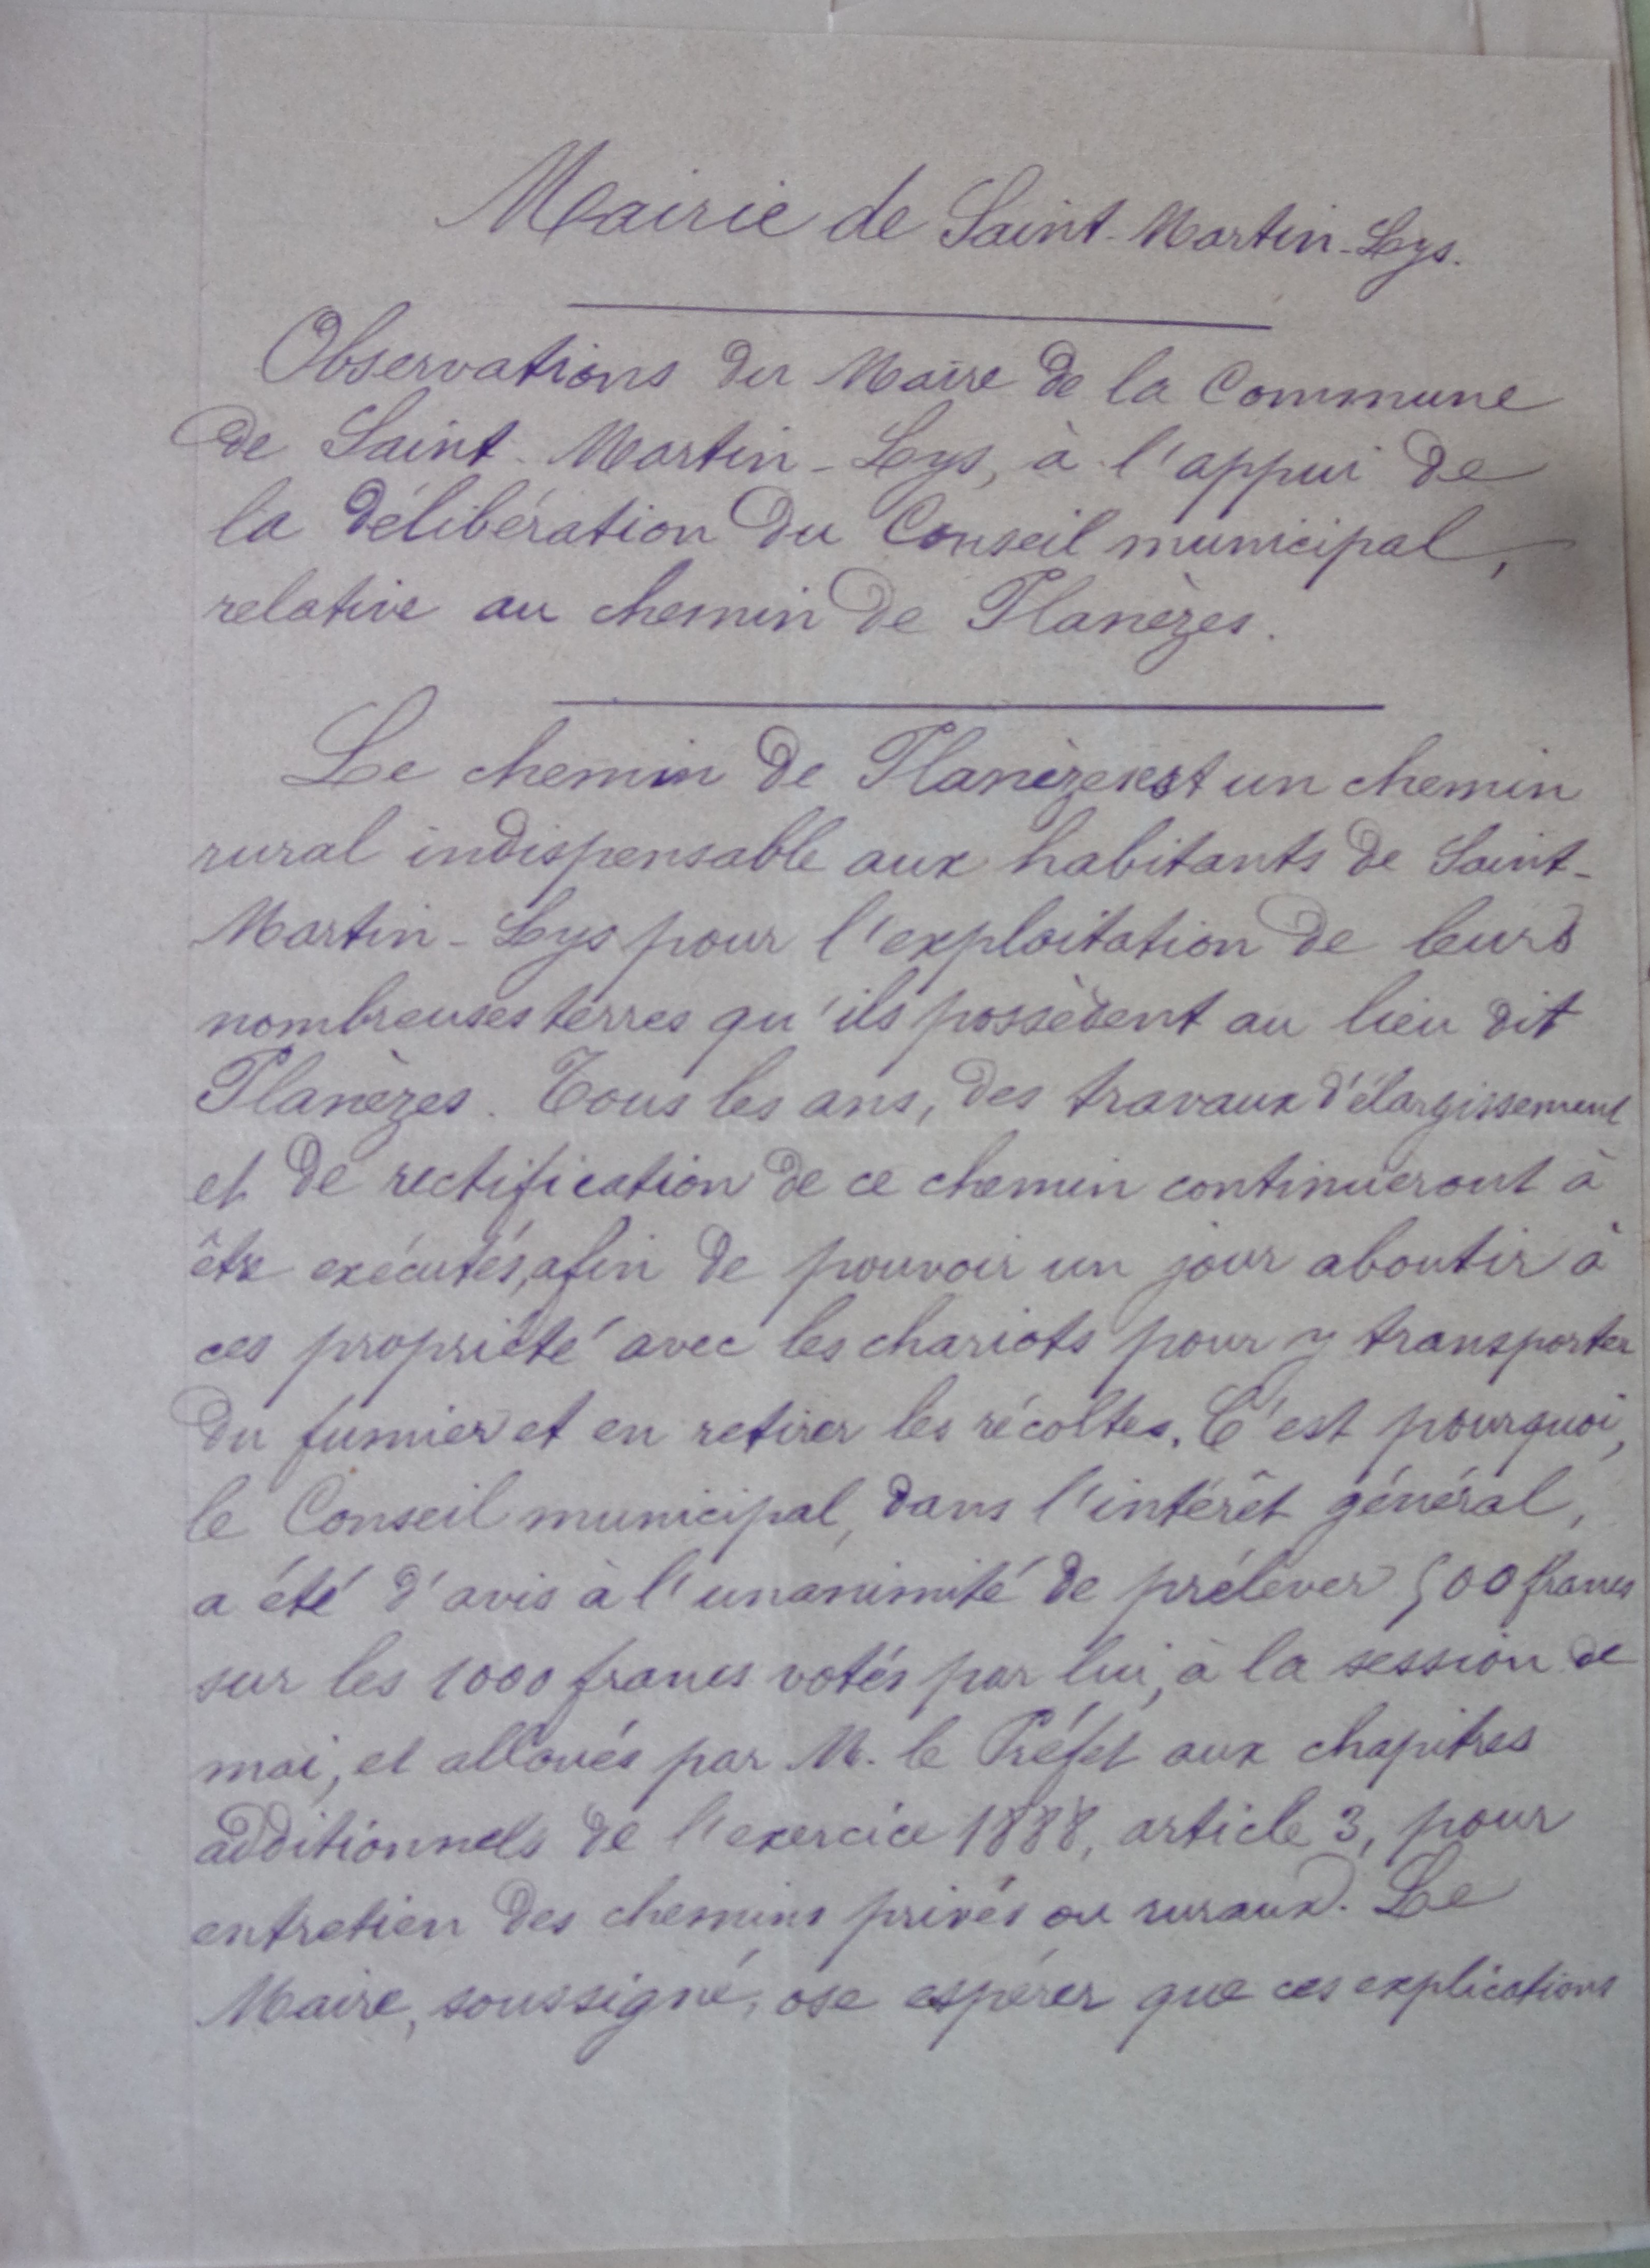 Mairie de Saint-Martin-Lys.
Observations du Maire de la Commune
de Saint-Martin-Lys, à l'appui de
la délibération du Conseil municipal,
relative au chemin de Planèzes.
Le chemin de Planèzes est un chemin
rural indispensable aux habitants de Saint-
Martin-Lys pour l'exploitation de leurs
nombreuses terres qu'ils possèdent au lieu dit
Planèzes. Tous les ans, des travaux d'élargissement
et de rectification de ce chemin continueront à
être exécutés, afin de pouvoir un jour aboutir à
ces propriété avec les chariots pour y transporter
du fumier et en retirer les récoltes. C'est pourquoi,
le Conseil municipal, dans l'intérêt général,
a été d'avis à l'unanimité de préléver 500 francs
sur les 1000 francs votés par lui, à la session de
mai, et alloués par M. le Préfet aux chapitres
additionnels de l'exercice 1888, article 3, pour
entretien des chemins privés ou ruraux. Le
Maire, soussigné, ose espérer que ces explications